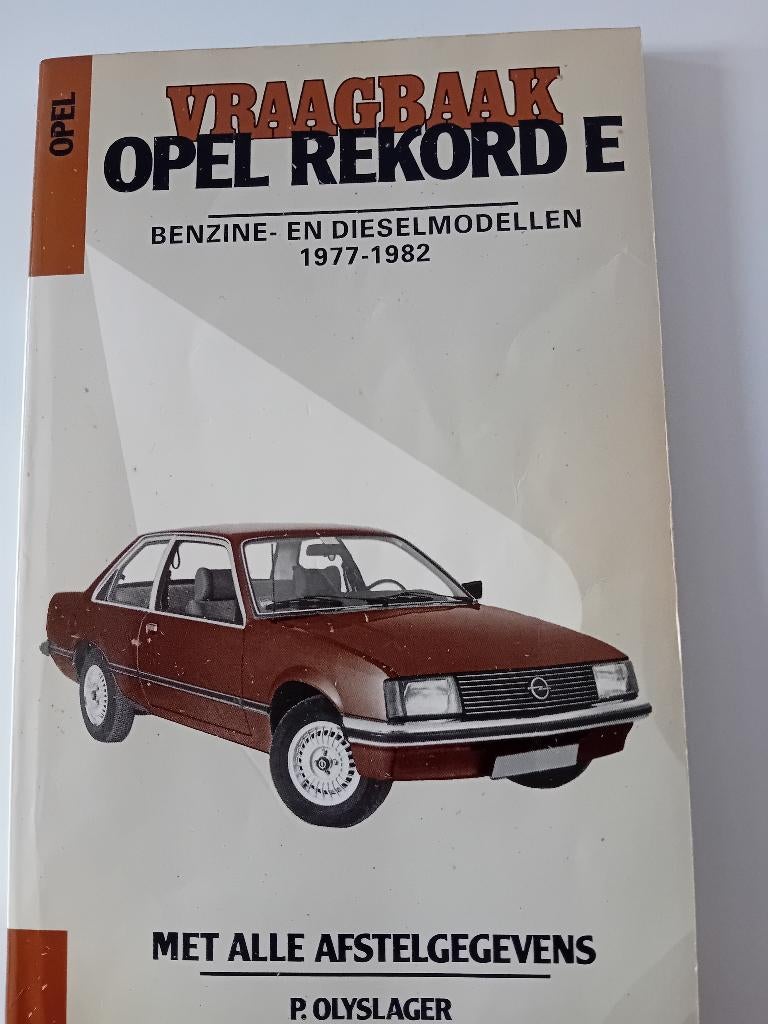 OPEL
VRAAGBAAK
OPEL REKORD E
BENZINE- EN DIESELMODELLEN
1977-1982
MET ALLE AFSTELGEGEVENS
P. OLYSLAGER